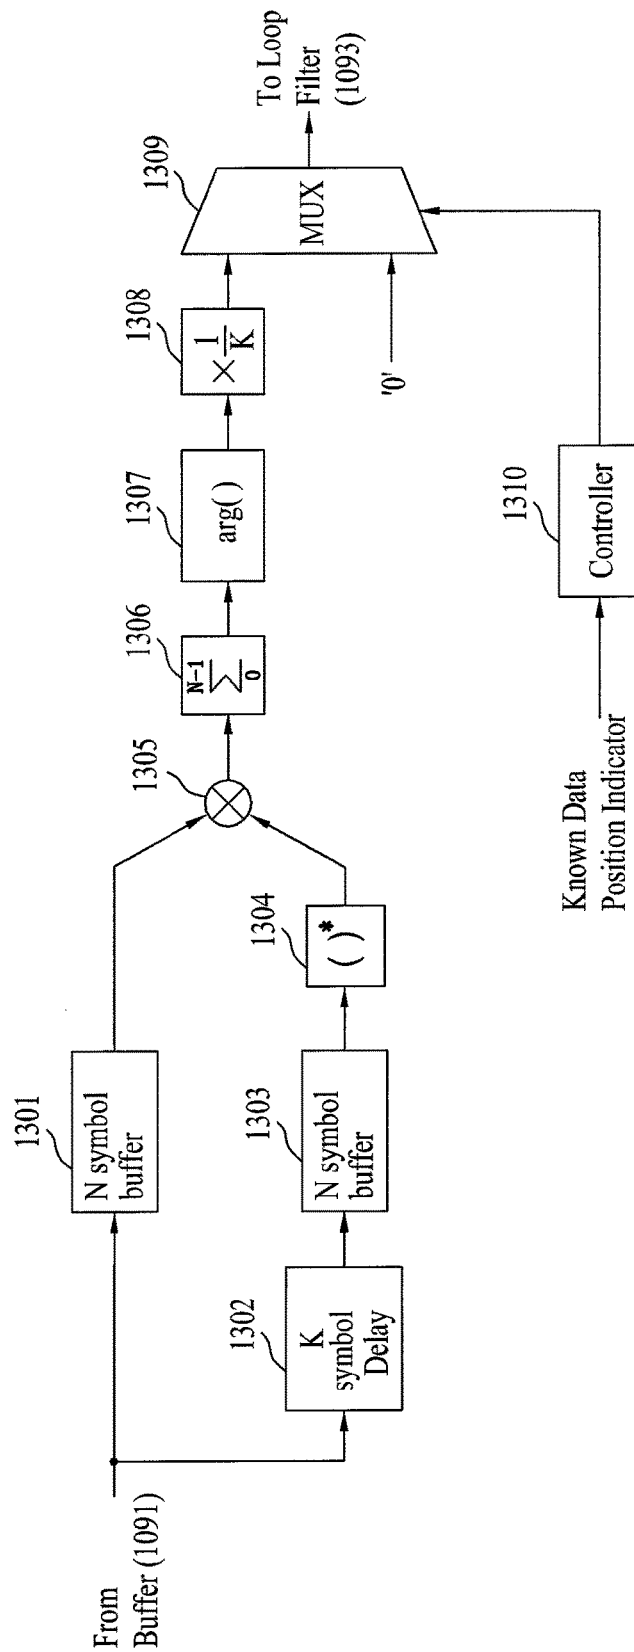 From
Buffer (1091)
1301
N symbol
buffer
1302
K
symbol
Delay
1303
N symbol
buffer
1304
( )*
1305
1306
N-1
∑
0
1307
arg( )
1308
× 1/K
'0'
1309
MUX
To Loop
Filter
(1093)
Known Data
Position Indicator
1310
Controller